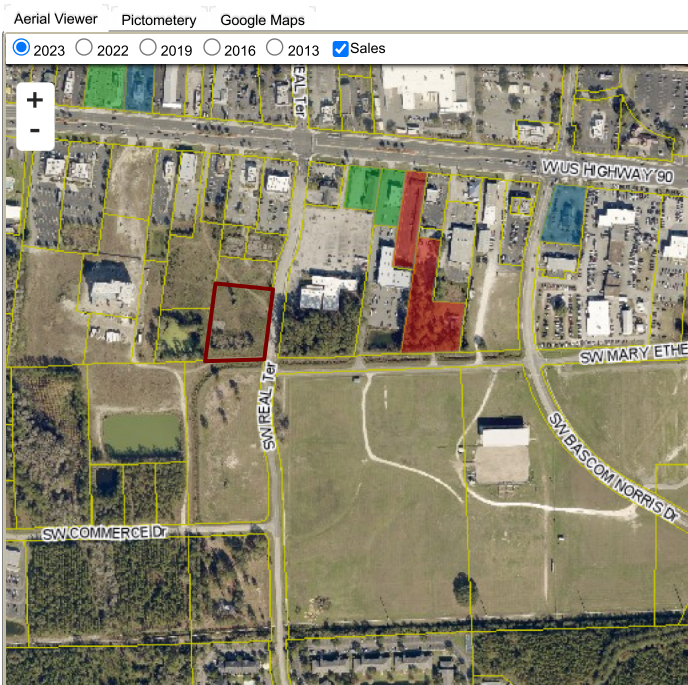 Aerial Viewer Pictometery Google Maps
2023 2022 2019 2016 2013 Sales
+
-
REAL Ter
W US HIGHWAY 90
SW MARY ETHE
SW REAL Ter
SW BASCOM NORRIS Dr
SW COMMERCE Dr